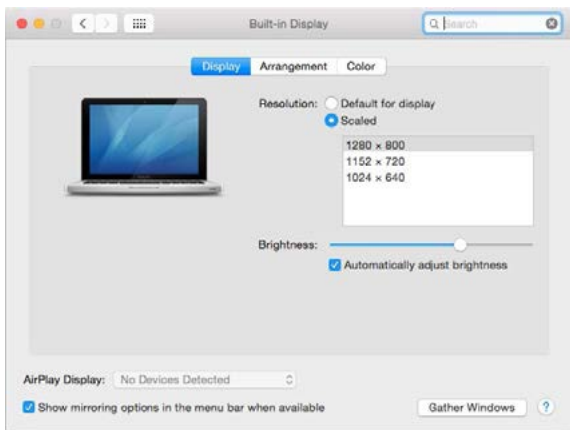 Built-in Display
Search
Display Arrangement Color
Resolution: Default for display
Scaled
1280 × 800
1152 × 720
1024 × 640
Brightness:
Automatically adjust brightness
AirPlay Display: No Devices Detected
Show mirroring options in the menu bar when available
Gather Windows ?